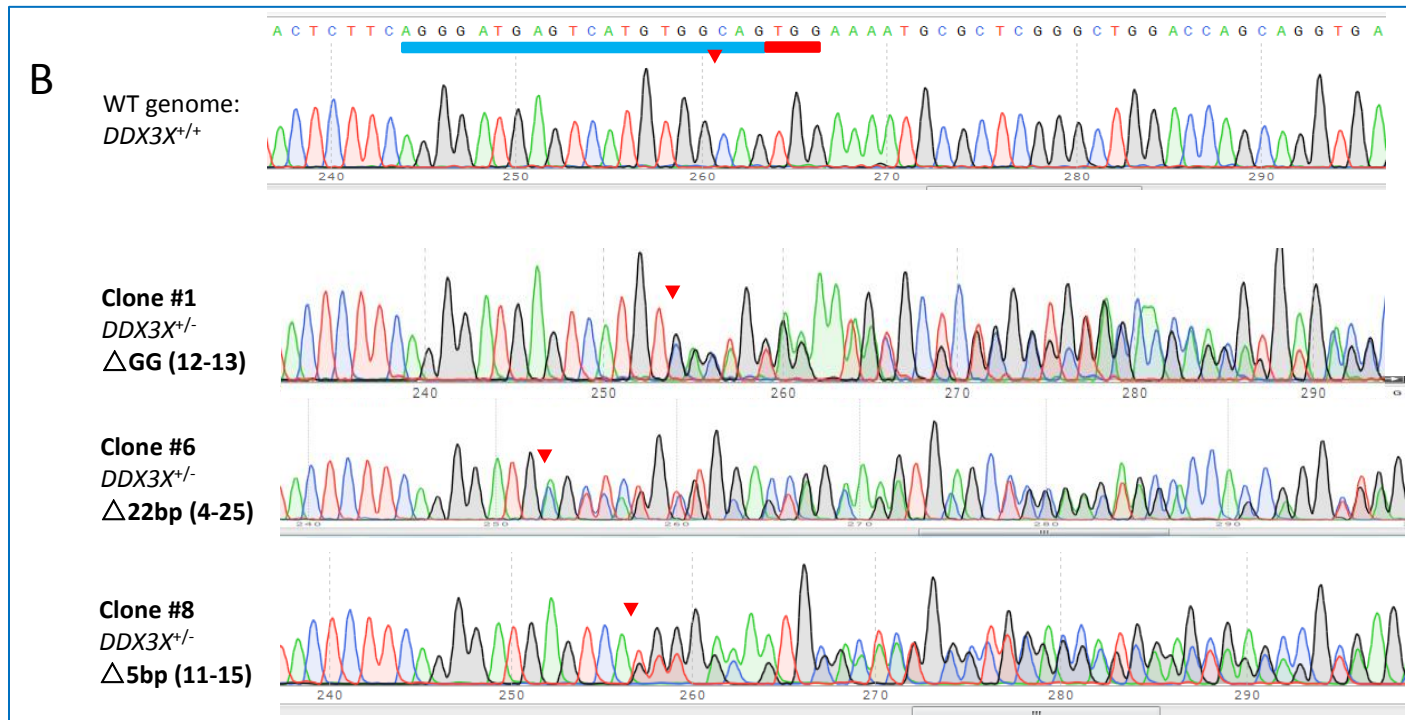 A C T C T T C A G G G A T G A G T C A T G T G G C A G T G G A A A A T G C G C T C G G G C T G G A C C A G C A G G T G A
B
WT genome:
DDX3X+/+
240 250 260 270 280 290
Clone #1
DDX3X+/-
△GG (12-13)
240 250 260 270 280 290
G
Clone #6
DDX3X+/-
△22bp (4-25)
240 250 260 270 280 290
Clone #8
DDX3X+/-
△5bp (11-15)
240 250 260 270 280 290